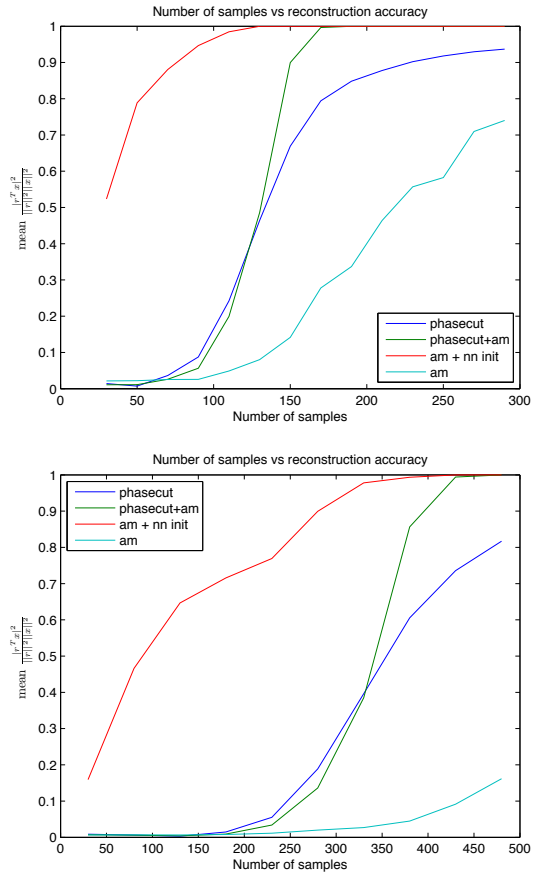 Number of samples vs reconstruction accuracy
1
0.9
0.8
0.7
0.6
0.5
0.4
0.3
0.2
0.1
0
mean |r^T x|^2 / ||r||^2||x||^2
phasecut
phasecut+am
am + nn init
am
0 50 100 150 200 250 300
Number of samples
Number of samples vs reconstruction accuracy
1
0.9
0.8
0.7
0.6
0.5
0.4
0.3
0.2
0.1
0
mean |r^T x|^2 / ||r||^2||x||^2
phasecut
phasecut+am
am + nn init
am
0 50 100 150 200 250 300 350 400 450 500
Number of samples